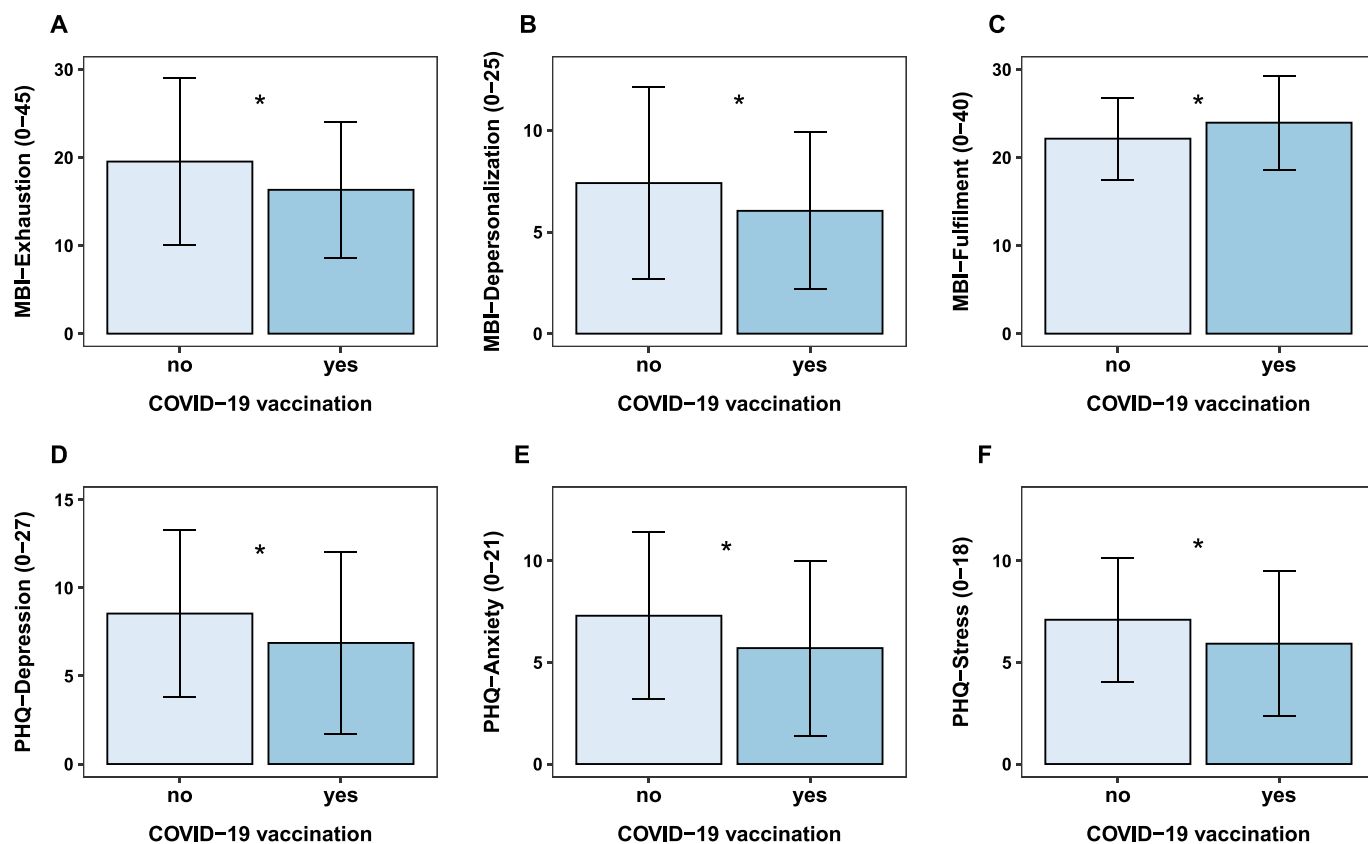 A
MBI−Exhaustion (0−45)
30
20
10
0
*
no
yes
COVID−19 vaccination
B
MBI−Depersonalization (0−25)
10
5
0
*
no
yes
COVID−19 vaccination
C
MBI−Fulfilment (0−40)
30
20
10
0
*
no
yes
COVID−19 vaccination
D
PHQ−Depression (0−27)
15
10
5
0
*
no
yes
COVID−19 vaccination
E
PHQ−Anxiety (0−21)
10
5
0
*
no
yes
COVID−19 vaccination
F
PHQ−Stress (0−18)
10
5
0
*
no
yes
COVID−19 vaccination